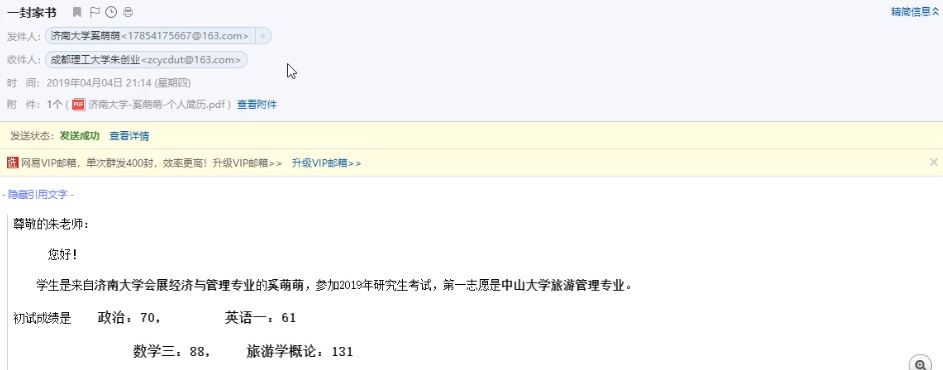 一封家书
精简信息
发件人： 济南大学奚萌萌<17854175667@163.com> +
收件人： 成都理工大学朱创业<zcycdut@163.com>
时 间： 2019年04月04日 21:14 (星期四)
附 件： 1个 ( PDF 济南大学-奚萌萌-个人简历.pdf ) 查看附件
发送状态： 发送成功 查看详情
网易VIP邮箱，单次群发400封，效率更高！升级VIP邮箱>> 升级VIP邮箱>>
- 隐藏引用文字 -
尊敬的朱老师：
您好！
学生是来自济南大学会展经济与管理专业的奚萌萌，参加2019年研究生考试，第一志愿是中山大学旅游管理专业。
初试成绩是 政治：70， 英语一：61
数学三：88， 旅游学概论：131